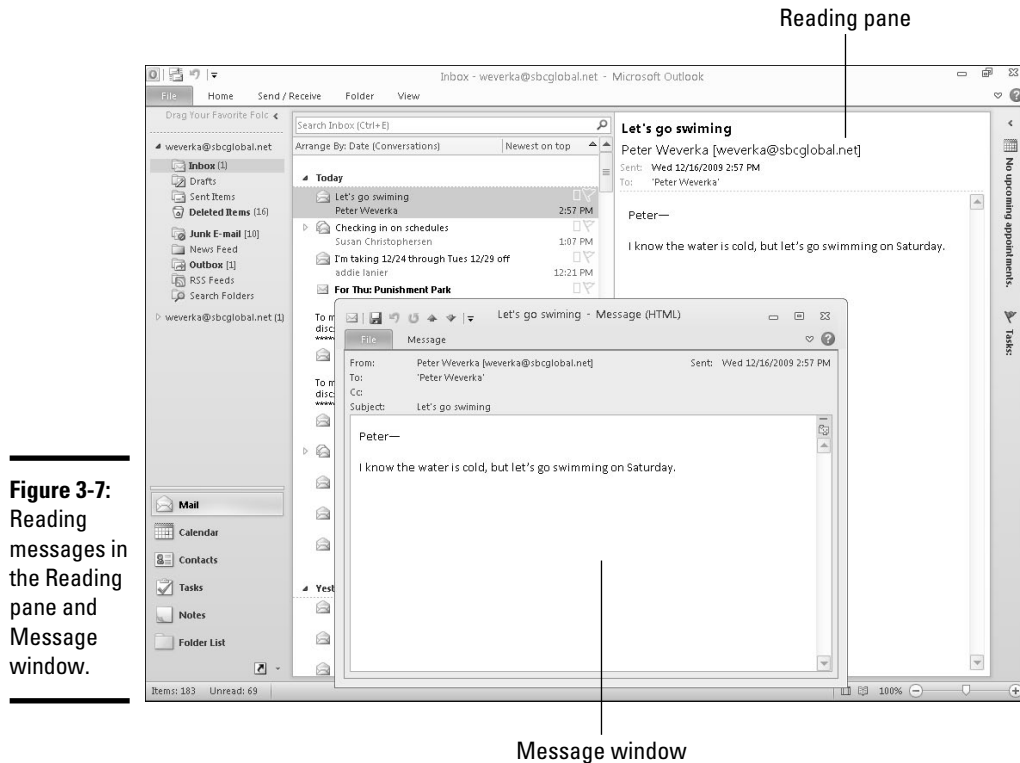 Reading pane
Inbox - weverka@sbcglobal.net - Microsoft Outlook
File Home Send / Receive Folder View
Drag Your Favorite Folc
weverka@sbcglobal.net
Inbox (1)
Drafts
Sent Items
Deleted Items (16)
Junk E-mail [10]
News Feed
Outbox [1]
RSS Feeds
Search Folders
weverka@sbcglobal.net (1)
Mail
Calendar
Contacts
Tasks
Notes
Folder List
Search Inbox (Ctrl+E)
Arrange By: Date (Conversations) Newest on top
Today
Let's go swiming
Peter Weverka 2:57 PM
Checking in on schedules
Susan Christophersen 1:07 PM
I'm taking 12/24 through Tues 12/29 off
addie lanier 12:21 PM
For Thu: Punishment Park
To m
disc
*****
To m
disc
*****
Yest
Let's go swiming
Peter Weverka [weverka@sbcglobal.net]
Sent: Wed 12/16/2009 2:57 PM
To: 'Peter Weverka'
Peter—
I know the water is cold, but let's go swimming on Saturday.
No upcoming appointments.
Tasks:
Let's go swiming - Message (HTML)
File Message
From: Peter Weverka [weverka@sbcglobal.net] Sent: Wed 12/16/2009 2:57 PM
To: 'Peter Weverka'
Cc:
Subject: Let's go swiming
Peter—
I know the water is cold, but let's go swimming on Saturday.
Items: 183 Unread: 69
100%
Message window
Figure 3-7:
Reading
messages in
the Reading
pane and
Message
window.